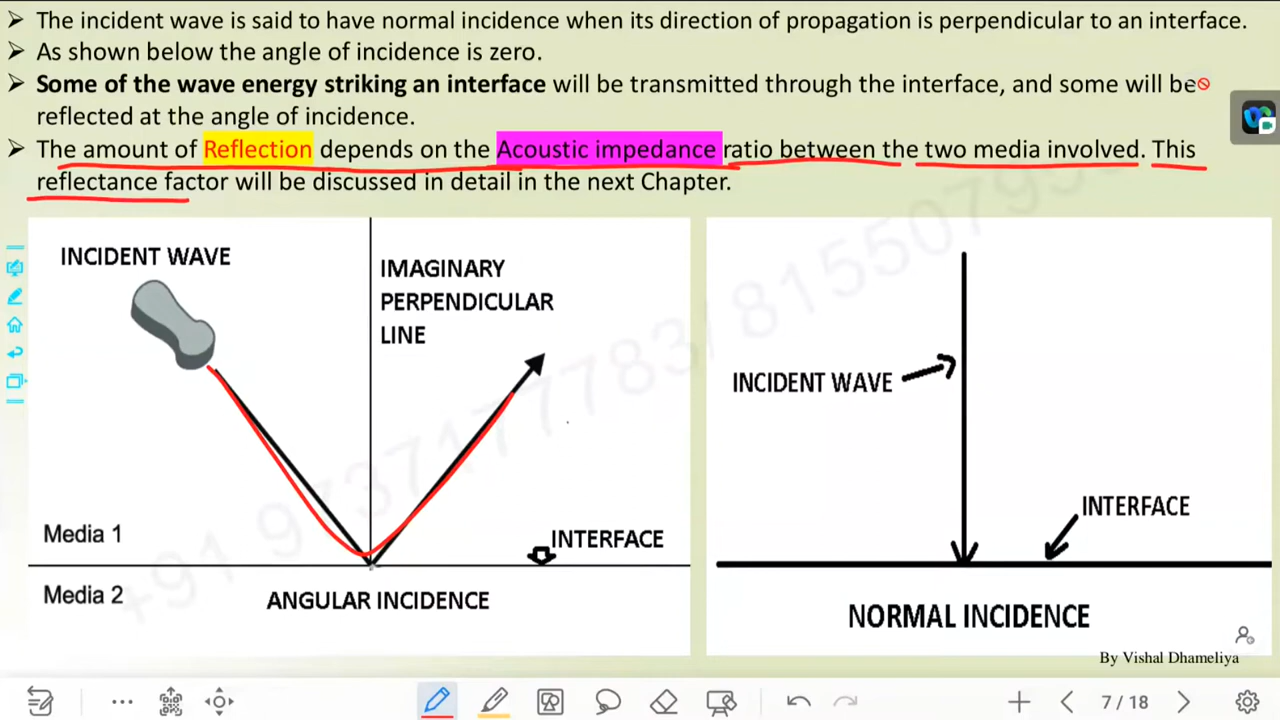 ➤ The incident wave is said to have normal incidence when its direction of propagation is perpendicular to an interface.
➤ As shown below the angle of incidence is zero.
➤ Some of the wave energy striking an interface will be transmitted through the interface, and some will be
reflected at the angle of incidence.
➤ The amount of Reflection depends on the Acoustic impedance ratio between the two media involved. This
reflectance factor will be discussed in detail in the next Chapter.
INCIDENT WAVE
IMAGINARY
PERPENDICULAR
LINE
Media 1
INTERFACE
Media 2
ANGULAR INCIDENCE
INCIDENT WAVE
INTERFACE
NORMAL INCIDENCE
By Vishal Dhameliya
7 / 18